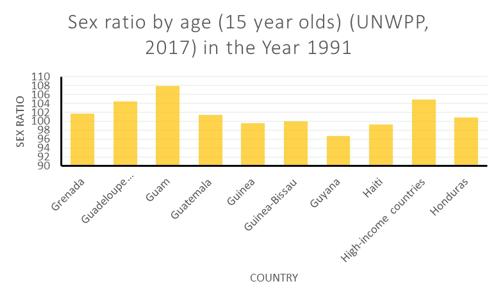 Sex ratio by age (15 year olds) (UNWPP,
2017) in the Year 1991
SEX RATIO
110
108
106
104
102
100
98
96
94
92
90
Grenada
Guadeloupe...
Guam
Guatemala
Guinea
Guinea-Bissau
Guyana
Haiti
High-income countries
Honduras
COUNTRY